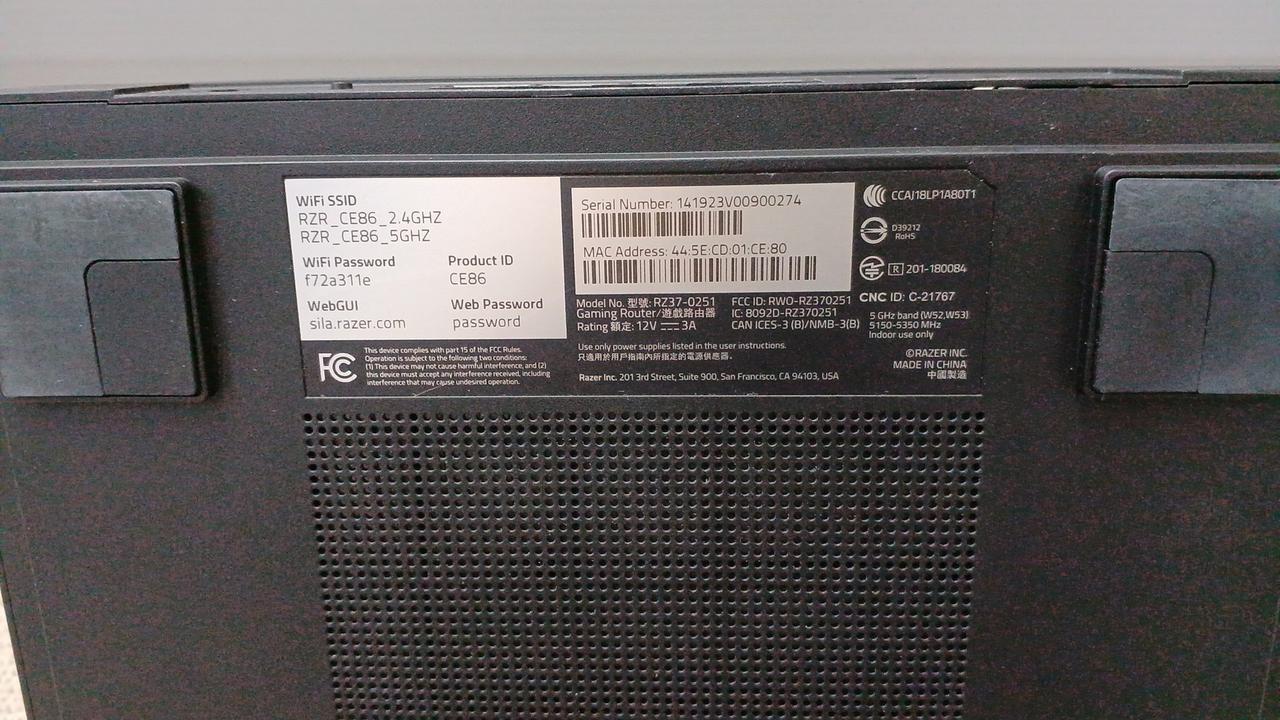 WiFi SSID
RZR_CE86_2.4GHZ
RZR_CE86_5GHZ
WiFi Password
f72a311e
Product ID
CE86
WebGUI
sila.razer.com
Web Password
password
Serial Number: 141923V00900274
MAC Address: 44:5E:CD:01:CE:80
Model No. 型號: RZ37-0251
Gaming Router/遊戲路由器
Rating 額定: 12V ⎓ 3A
FCC ID: RWO-RZ370251
IC: 8092D-RZ370251
CAN ICES-3 (B)/NMB-3(B)
Use only power supplies listed in the user instructions.
只適用於用戶指南內所指定的電源供應器。
Razer Inc. 201 3rd Street, Suite 900, San Francisco, CA 94103, USA
FC
This device complies with part 15 of the FCC Rules.
Operation is subject to the following two conditions:
(1) This device may not cause harmful interference, and (2)
this device must accept any interference received, including
interference that may cause undesired operation.
CCAJ18LP1A80T1
D39212
RoHS
R 201-180084
CNC ID: C-21767
5 GHz band (W52,W53)
5150-5350 MHz
Indoor use only
©RAZER INC.
MADE IN CHINA
中國製造